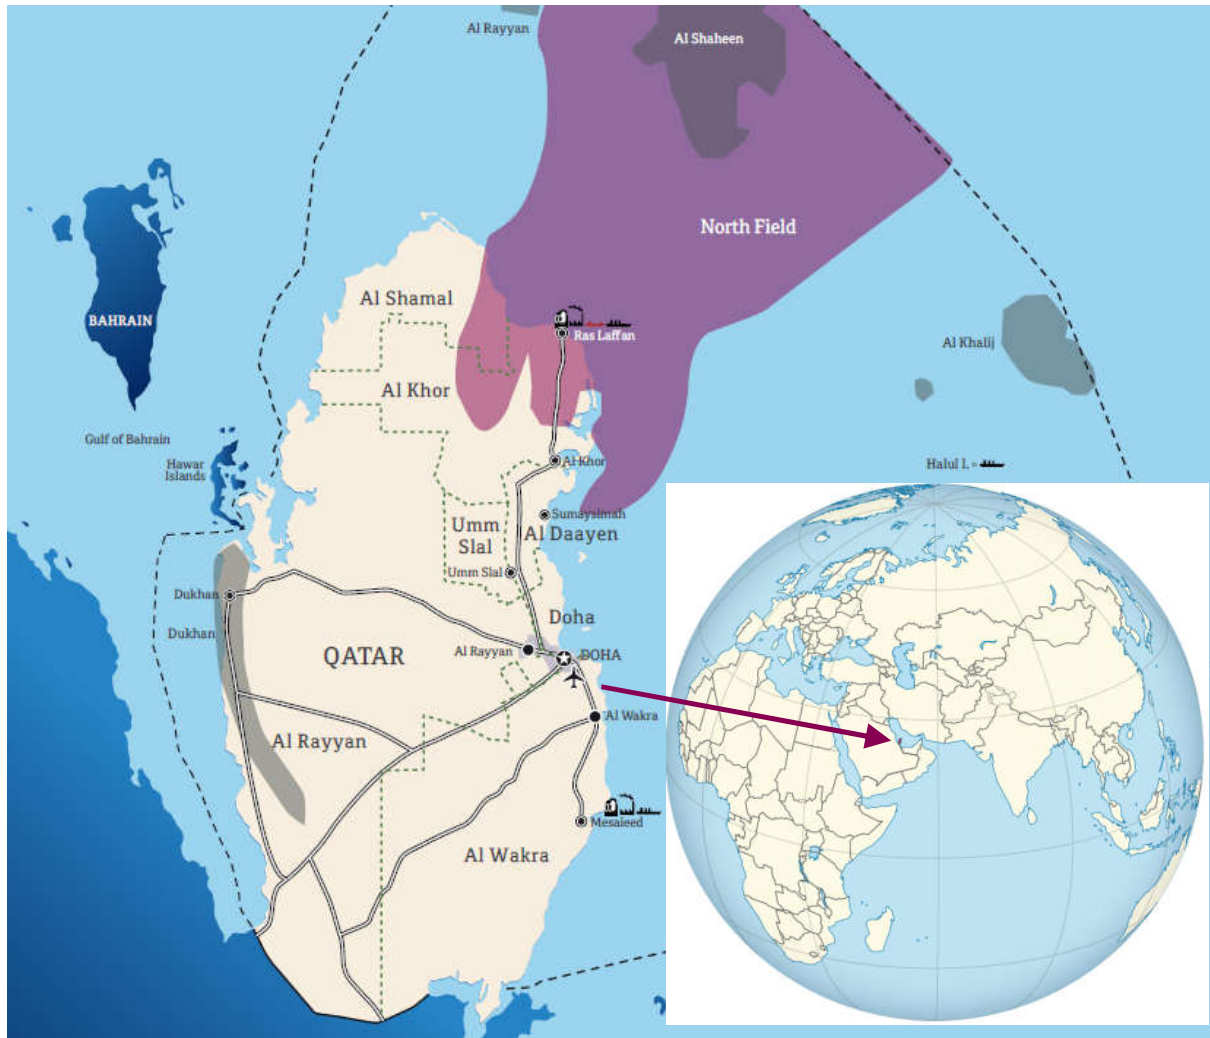 Al Rayyan
Al Shaheen
North Field
Al Shamal
BAHRAIN
Ras Laffan
Al Khalij
Al Khor
Gulf of Bahrain
Hawar
Islands
Al Khor
Halul I.
Sumaysimah
Umm
Slal
Al Daayen
Umm Slal
Dukhan
Doha
Dukhan
QATAR
Al Rayyan
DOHA
Al Wakra
Al Rayyan
Mesaieed
Al Wakra